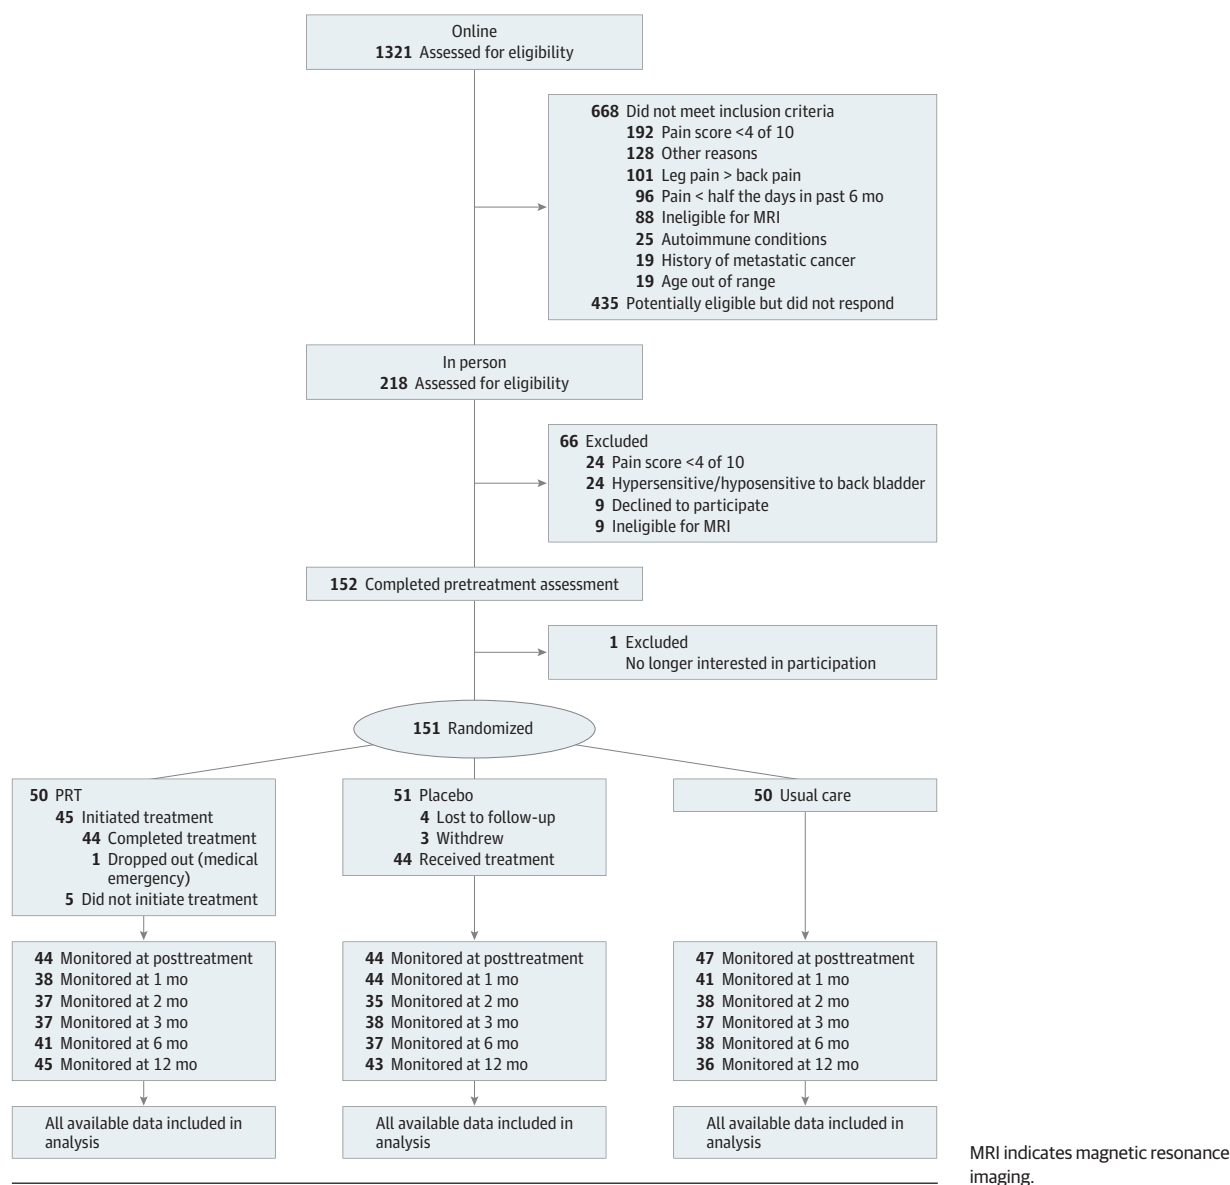 Online
1321 Assessed for eligibility
668 Did not meet inclusion criteria
192 Pain score <4 of 10
128 Other reasons
101 Leg pain > back pain
96 Pain < half the days in past 6 mo
88 Ineligible for MRI
25 Autoimmune conditions
19 History of metastatic cancer
19 Age out of range
435 Potentially eligible but did not respond
In person
218 Assessed for eligibility
66 Excluded
24 Pain score <4 of 10
24 Hypersensitive/hyposensitive to back bladder
9 Declined to participate
9 Ineligible for MRI
152 Completed pretreatment assessment
1 Excluded
No longer interested in participation
151 Randomized
50 PRT
45 Initiated treatment
44 Completed treatment
1 Dropped out (medical
emergency)
5 Did not initiate treatment
51 Placebo
4 Lost to follow-up
3 Withdrew
44 Received treatment
50 Usual care
44 Monitored at posttreatment
38 Monitored at 1 mo
37 Monitored at 2 mo
37 Monitored at 3 mo
41 Monitored at 6 mo
45 Monitored at 12 mo
44 Monitored at posttreatment
44 Monitored at 1 mo
35 Monitored at 2 mo
38 Monitored at 3 mo
37 Monitored at 6 mo
43 Monitored at 12 mo
47 Monitored at posttreatment
41 Monitored at 1 mo
38 Monitored at 2 mo
37 Monitored at 3 mo
38 Monitored at 6 mo
36 Monitored at 12 mo
All available data included in
analysis
All available data included in
analysis
All available data included in
analysis
MRI indicates magnetic resonance
imaging.